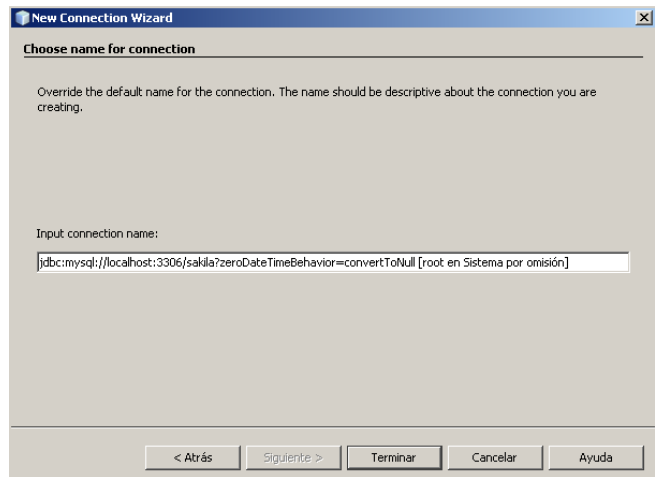 New Connection Wizard
Choose name for connection
Override the default name for the connection. The name should be descriptive about the connection you are
creating.
Input connection name:
jdbc:mysql://localhost:3306/sakila?zeroDateTimeBehavior=convertToNull [root en Sistema por omisión]
< Atrás Siguiente > Terminar Cancelar Ayuda